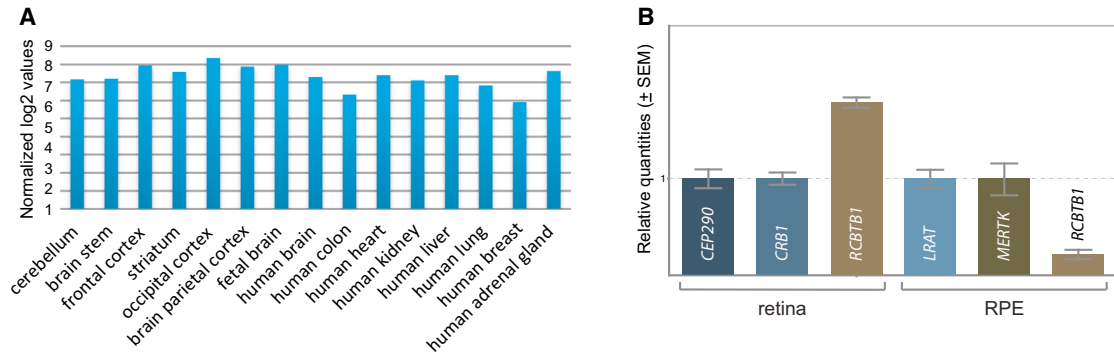 A
Normalized log2 values
9
8
7
6
5
4
3
2
1
cerebellum
brain stem
frontal cortex
striatum
occipital cortex
brain parietal cortex
fetal brain
human brain
human colon
human heart
human kidney
human liver
human lung
human breast
human adrenal gland
B
Relative quantities (± SEM)
1
CEP290
CRB1
RCBTB1
LRAT
MERTK
RCBTB1
retina
RPE